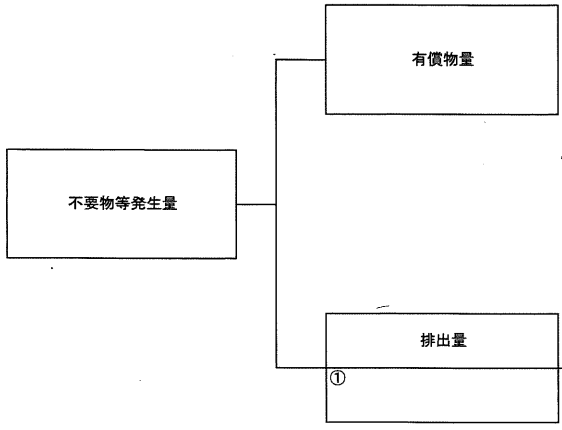 有償物量
不要物等発生量
排出量
①